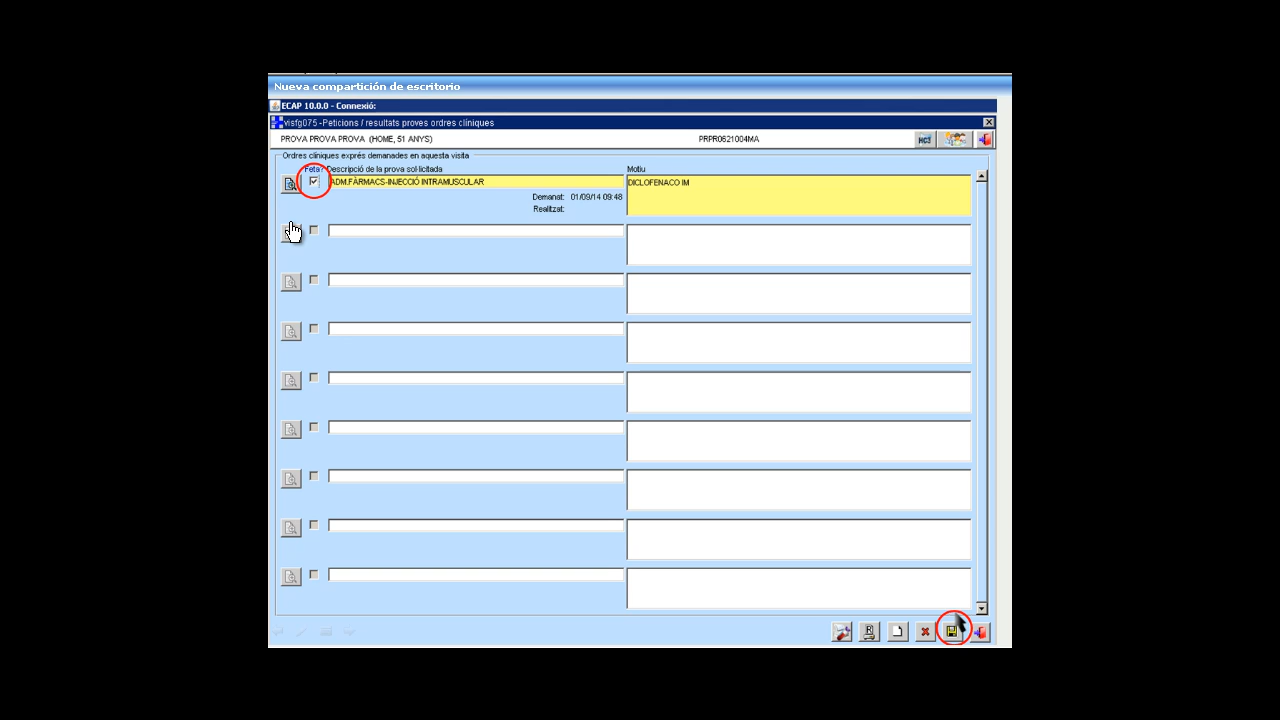 Nueva compartición de escritorio
ECAP 10.0.0 - Connexió:
visfg075 - Peticions / resultats proves ordres clíniques
PROVA PROVA PROVA (HOME, 51 ANYS) PRPR0621004MA HC3
Ordres clíniques exprés demanades en aquesta visita
Feta? Descripció de la prova sol·licitada Motiu
ADM.FÀRMACS-INJECCIÓ INTRAMUSCULAR DICLOFENACO IM
Demanat: 01/09/14 09:48
Realitzat:
R